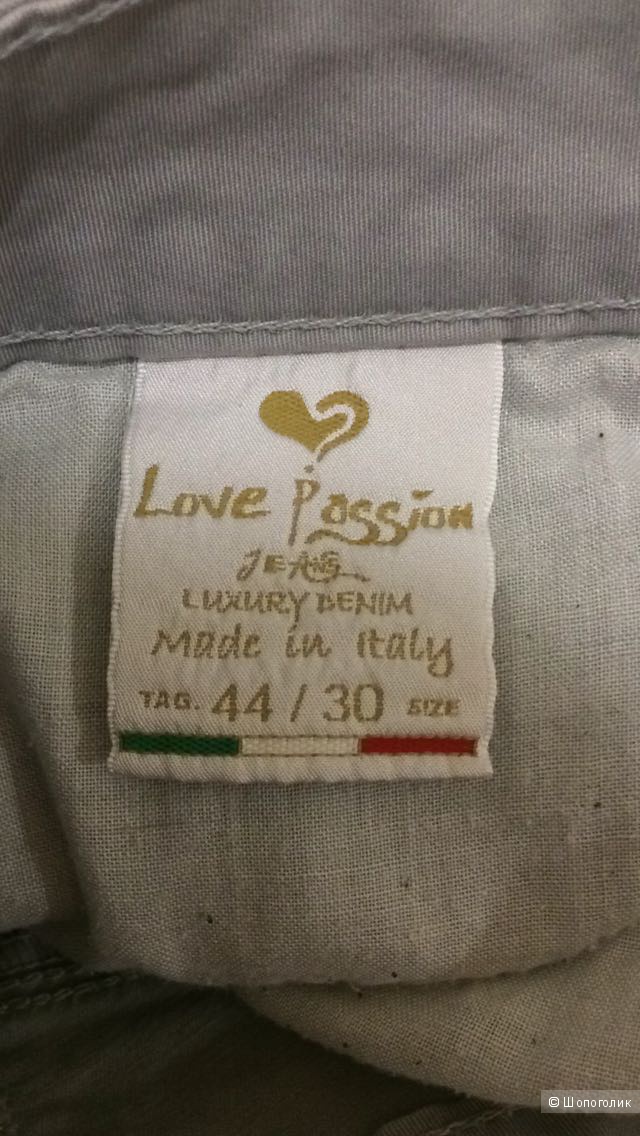 Love Passion
JEANS
LUXURY DENIM
Made in Italy
TAG. 44 / 30 SIZE
© Шопоголик